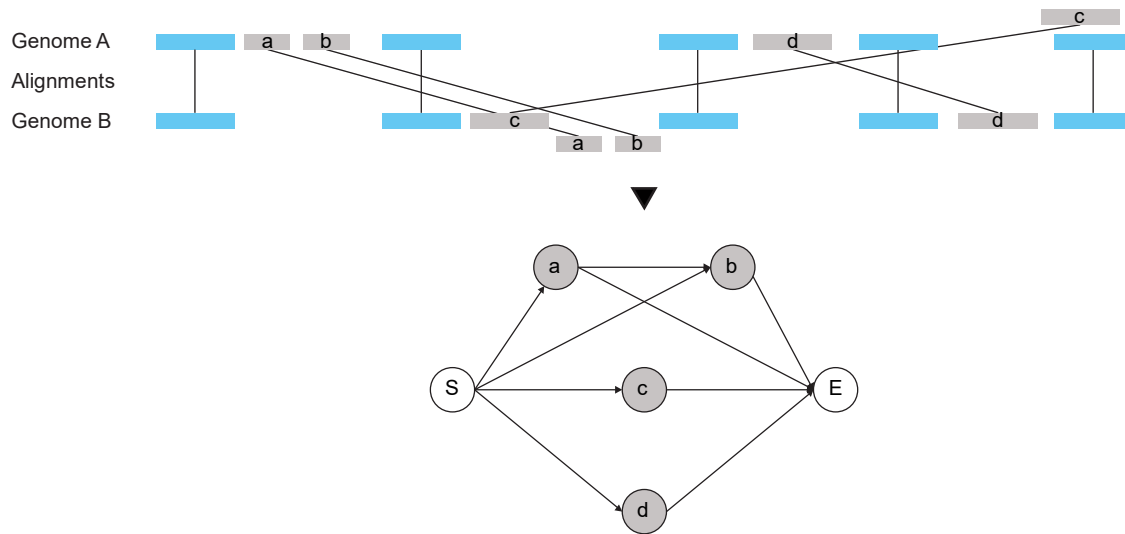 c
Genome A a b d
Alignments
Genome B c d
a b
a b
S c E
d